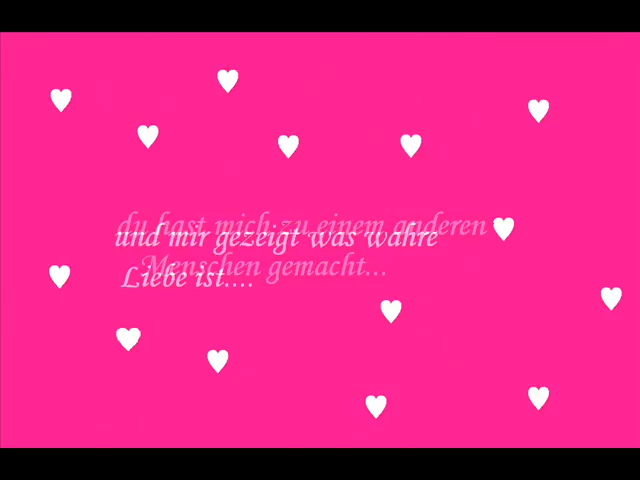 du hast mich zu einem anderen
und mir gezeigt was wahre
Menschen gemacht...
Liebe ist....